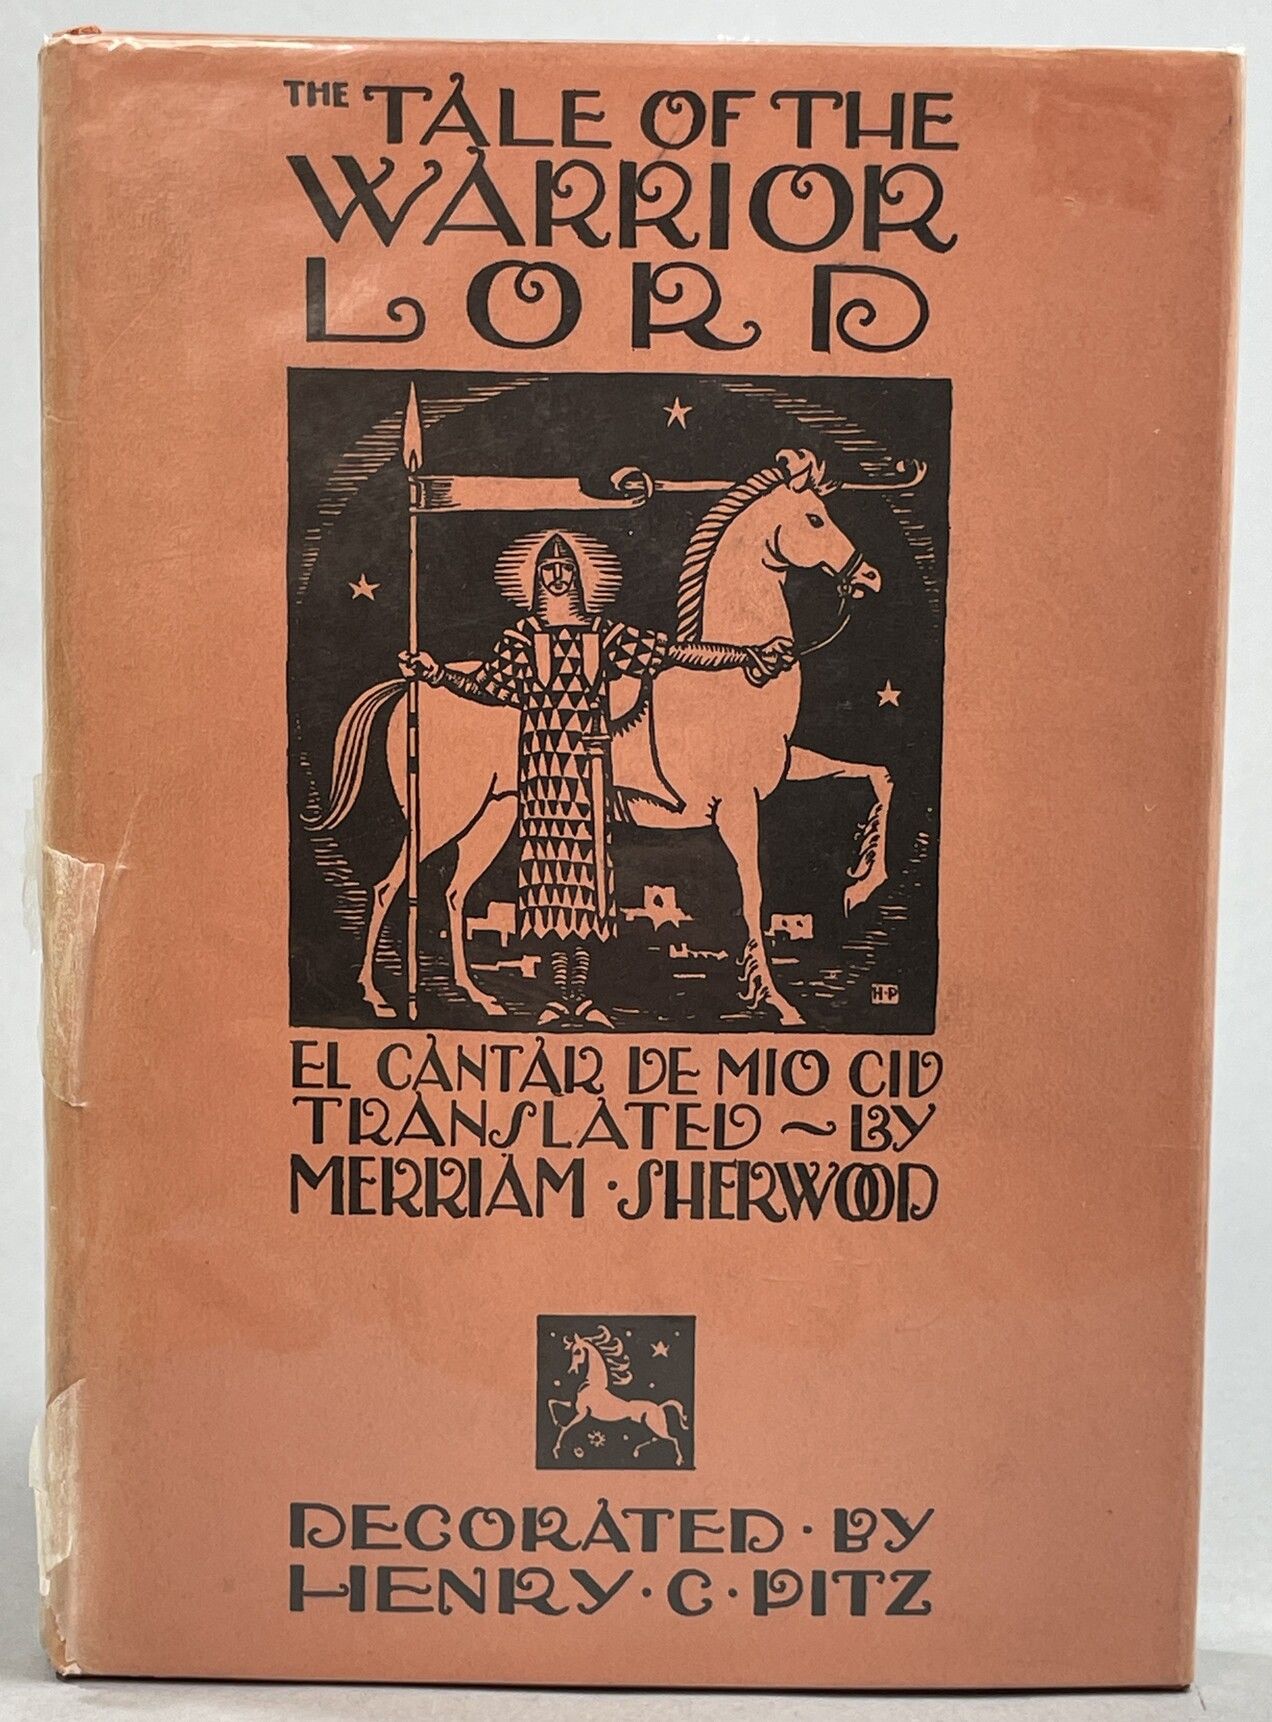 THE TALE OF THE
WARRIOR
LORD
H·P
EL CANTAR DE MIO CID
TRANSLATED ~ BY
MERRIAM · SHERWOOD
DECORATED · BY
HENRY · C · PITZ